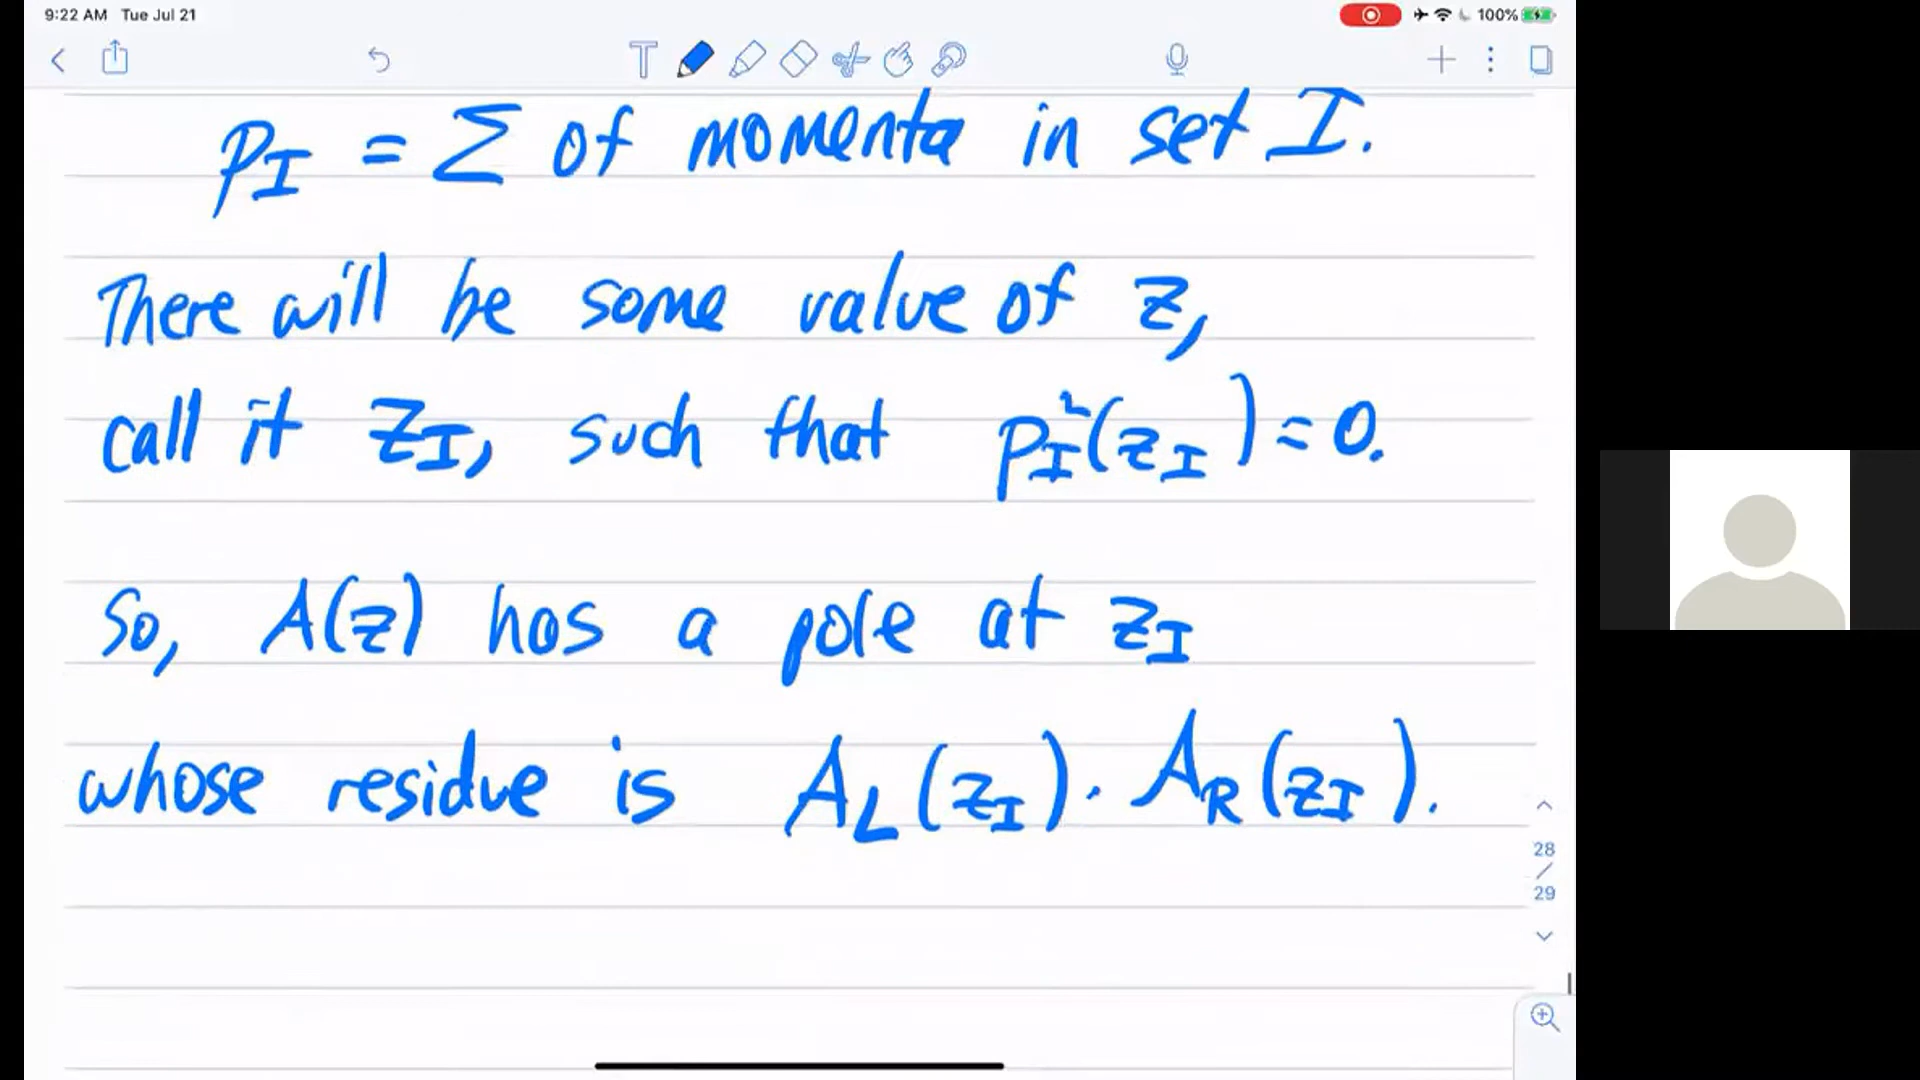 9:22 AM Tue Jul 21
100%
T
p_I = Σ of momenta in set I.
There will be some value of z,
call it z_I, such that p_I^2(z_I) = 0.
So, A(z) has a pole at z_I
whose residue is A_L(z_I) · A_R(z_I).
28
/
29